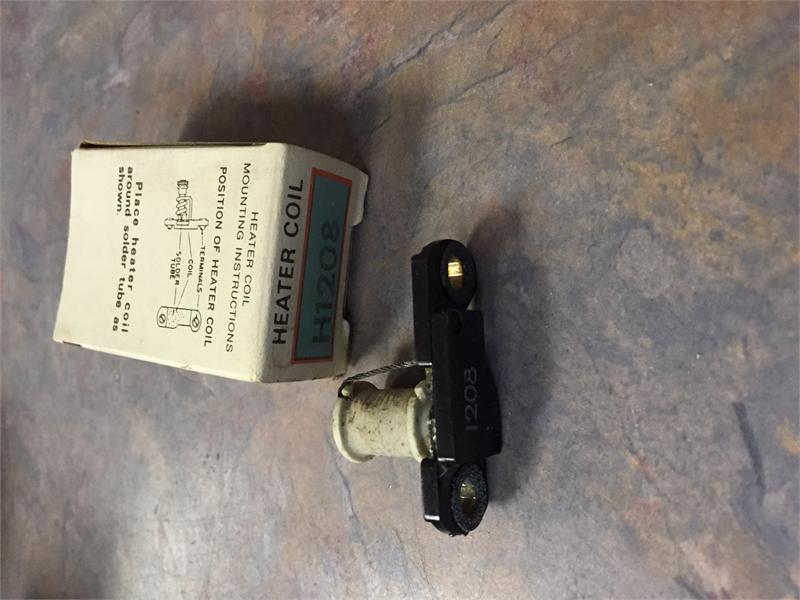 H1208
HEATER COIL
HEATER COIL
MOUNTING INSTRUCTIONS
POSITION OF HEATER COIL
TERMINALS
COIL
SOLDER
TUBE
Place heater coil
around solder tube as
shown.
1208